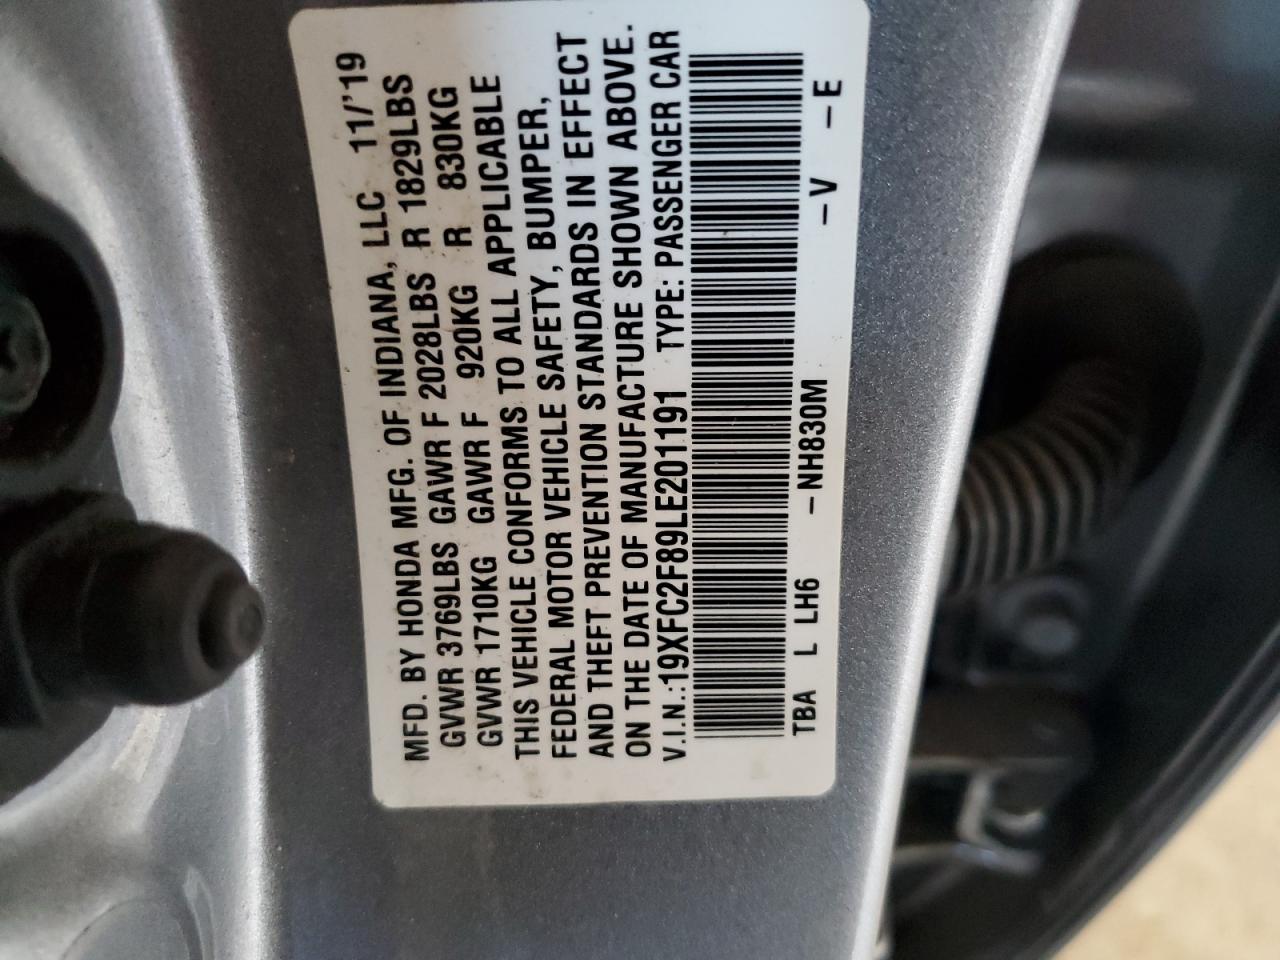 MFD. BY HONDA MFG. OF INDIANA, LLC 11/'19
GVWR 3769LBS GAWR F 2028LBS R 1829LBS
GVWR 1710KG GAWR F 920KG R 830KG
THIS VEHICLE CONFORMS TO ALL APPLICABLE
FEDERAL MOTOR VEHICLE SAFETY, BUMPER,
AND THEFT PREVENTION STANDARDS IN EFFECT
ON THE DATE OF MANUFACTURE SHOWN ABOVE.
V.I.N.:19XFC2F89LE201191 TYPE: PASSENGER CAR
TBA L LH6 -NH830M -V -E